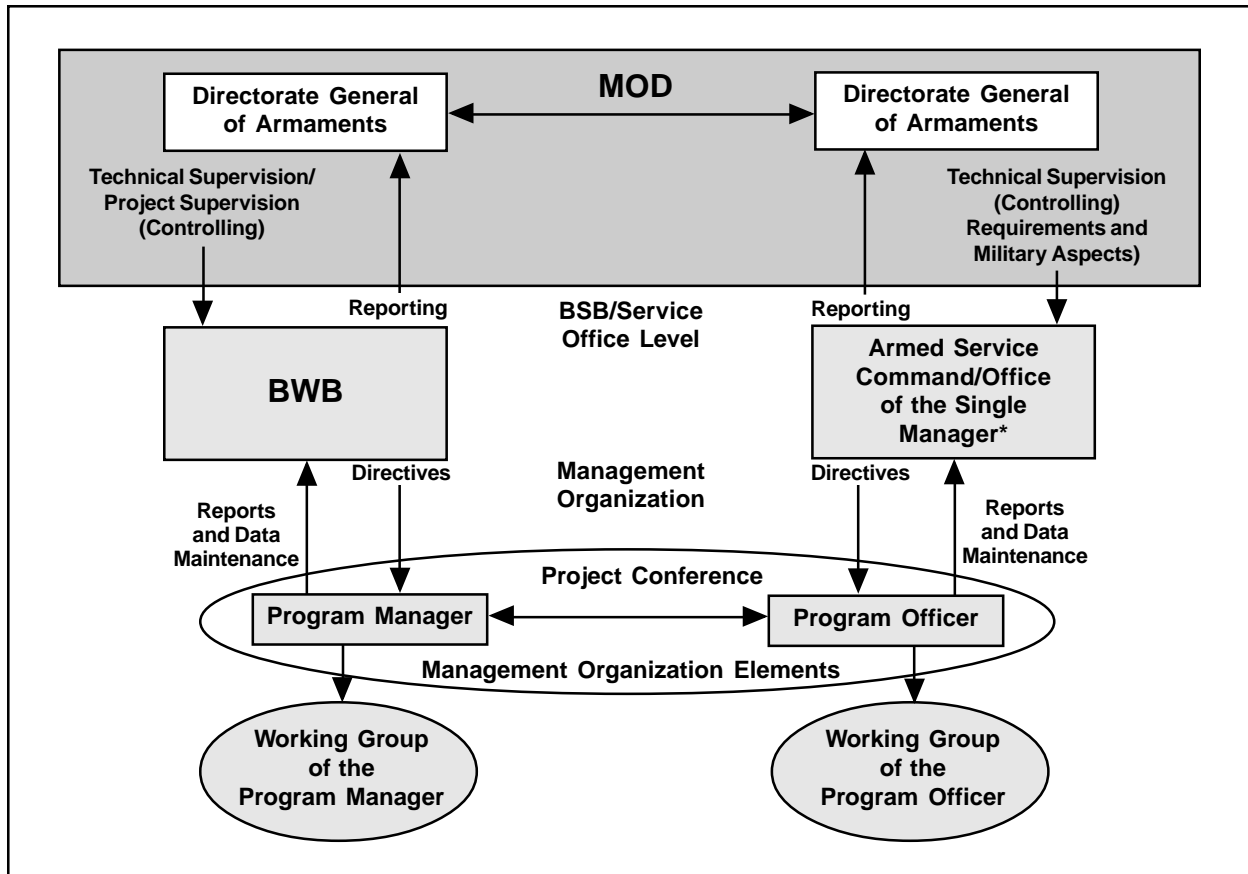 MOD
Directorate General
of Armaments
Directorate General
of Armaments
Technical Supervision/
Project Supervision
(Controlling)
Technical Supervision
(Controlling)
Requirements and
Military Aspects)
Reporting
BSB/Service
Office Level
Reporting
BWB
Armed Service
Command/Office
of the Single
Manager*
Directives
Management
Organization
Directives
Reports
and Data
Maintenance
Reports
and Data
Maintenance
Project Conference
Program Manager
Program Officer
Management Organization Elements
Working Group
of the
Program Manager
Working Group
of the
Program Officer